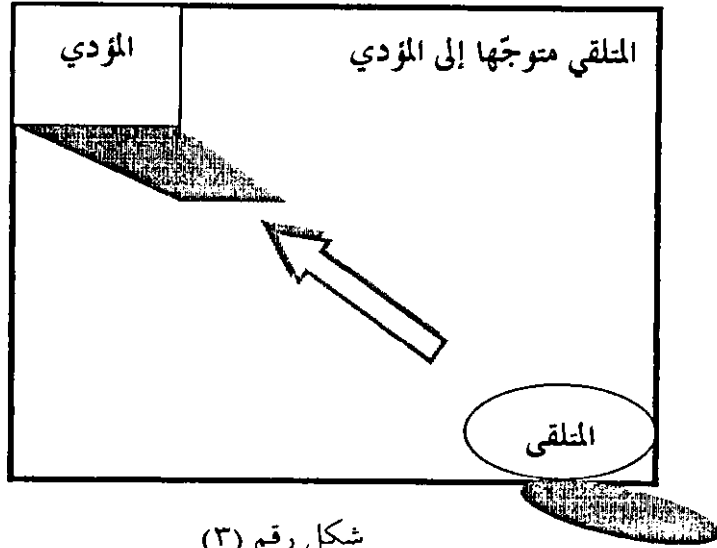 المتلقي متوجّها إلى المؤدي
المؤدي
المتلقى
شكل رقم (٣)